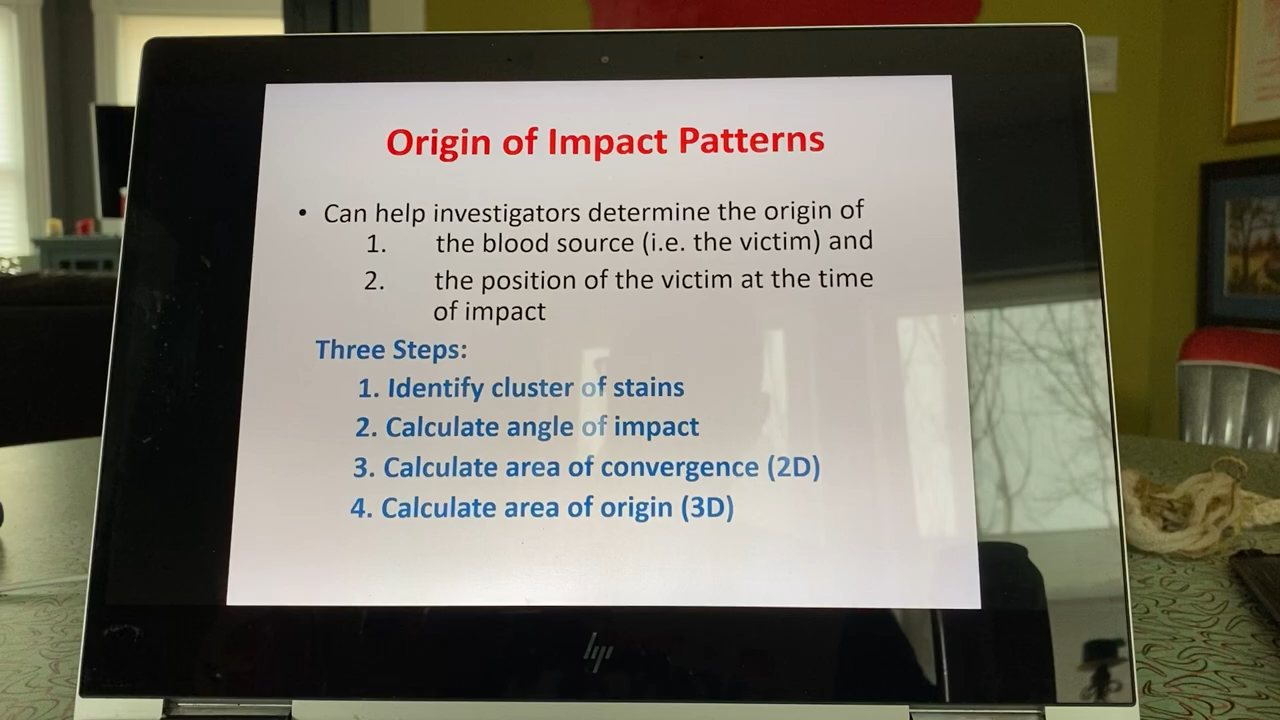 Origin of Impact Patterns
• Can help investigators determine the origin of
1. the blood source (i.e. the victim) and
2. the position of the victim at the time
of impact
Three Steps:
1. Identify cluster of stains
2. Calculate angle of impact
3. Calculate area of convergence (2D)
4. Calculate area of origin (3D)
hp